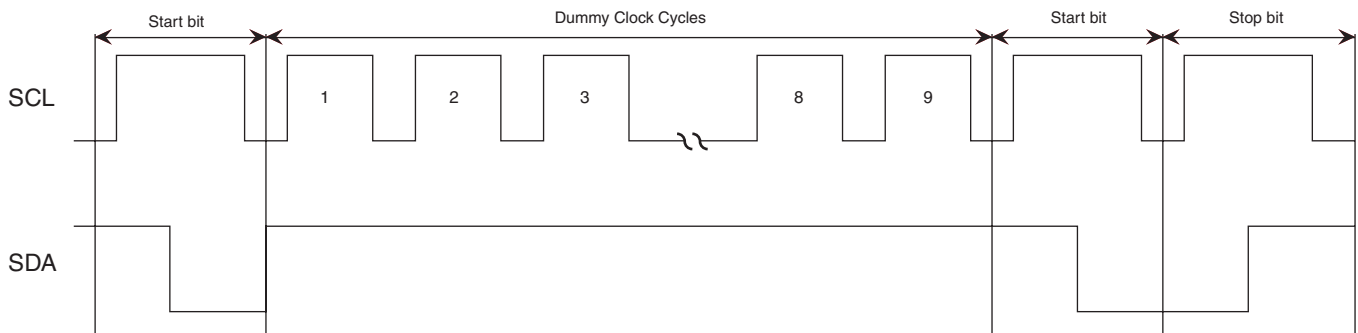 Start bit
Dummy Clock Cycles
Start bit
Stop bit
SCL
1
2
3
8
9
SDA